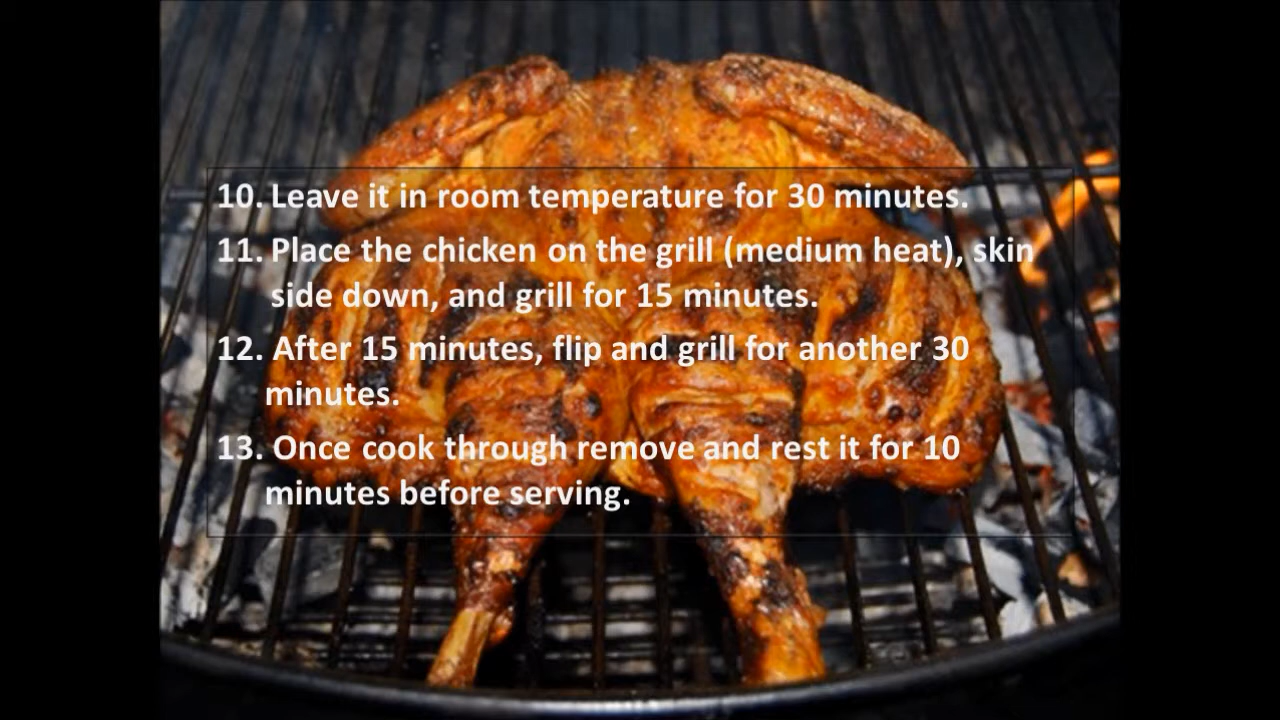 10. Leave it in room temperature for 30 minutes.
11. Place the chicken on the grill (medium heat), skin
side down, and grill for 15 minutes.
12. After 15 minutes, flip and grill for another 30
minutes.
13. Once cook through remove and rest it for 10
minutes before serving.